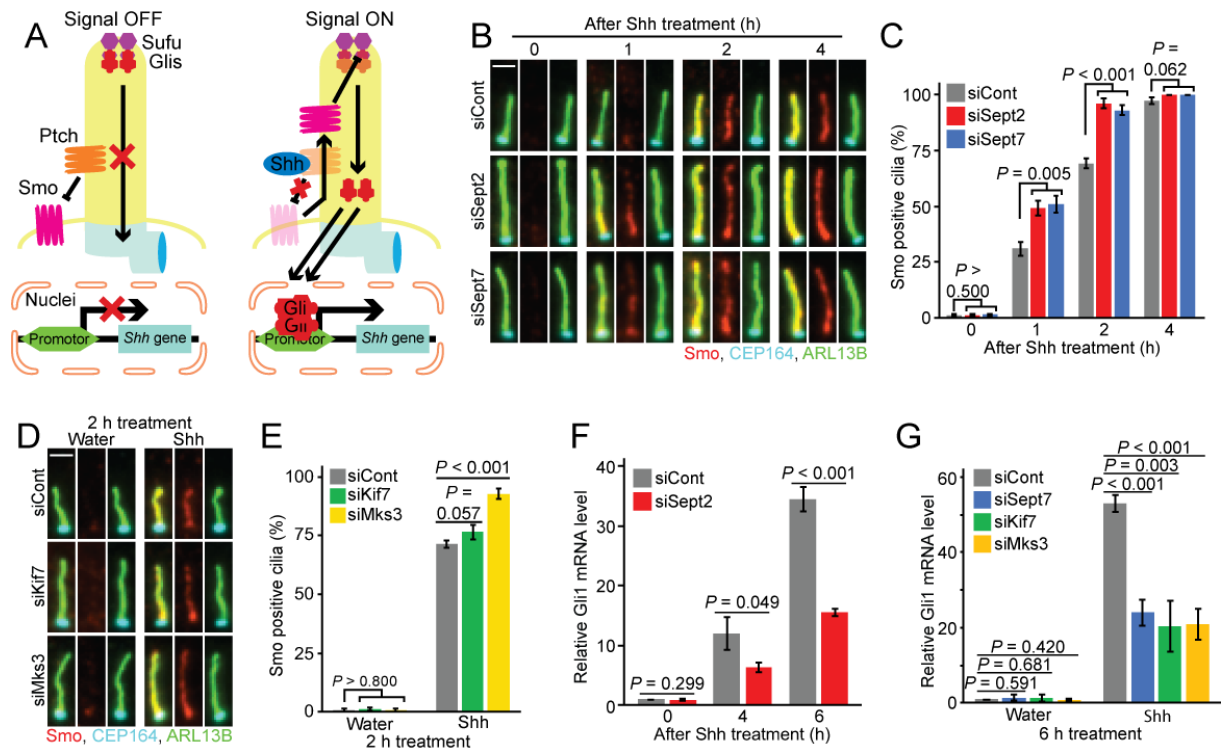 A
Signal OFF
Signal ON
Sufu
Glis
Ptch
Smo
Shh
Nuclei
Promotor
Shh gene
Gli
Gli
Promotor
Shh gene
B
After Shh treatment (h)
0 1 2 4
siCont
siSept2
siSept7
Smo, CEP164, ARL13B
C
siCont
siSept2
siSept7
P > 0.500
P = 0.005
P < 0.001
P = 0.062
Smo positive cilia (%)
100
75
50
25
0
0 1 2 4
After Shh treatment (h)
D
2 h treatment
Water Shh
siCont
siKif7
siMks3
Smo, CEP164, ARL13B
E
siCont
siKif7
siMks3
P < 0.001
P = 0.057
P > 0.800
Smo positive cilia (%)
100
75
50
25
0
Water Shh
2 h treatment
F
siCont
siSept2
P < 0.001
P = 0.049
P = 0.299
Relative Gli1 mRNA level
40
30
20
10
0
0 4 6
After Shh treatment (h)
G
siCont
siSept7
siKif7
siMks3
P < 0.001
P = 0.003
P < 0.001
P = 0.420
P = 0.681
P = 0.591
Relative Gli1 mRNA level
60
40
20
0
Water Shh
6 h treatment